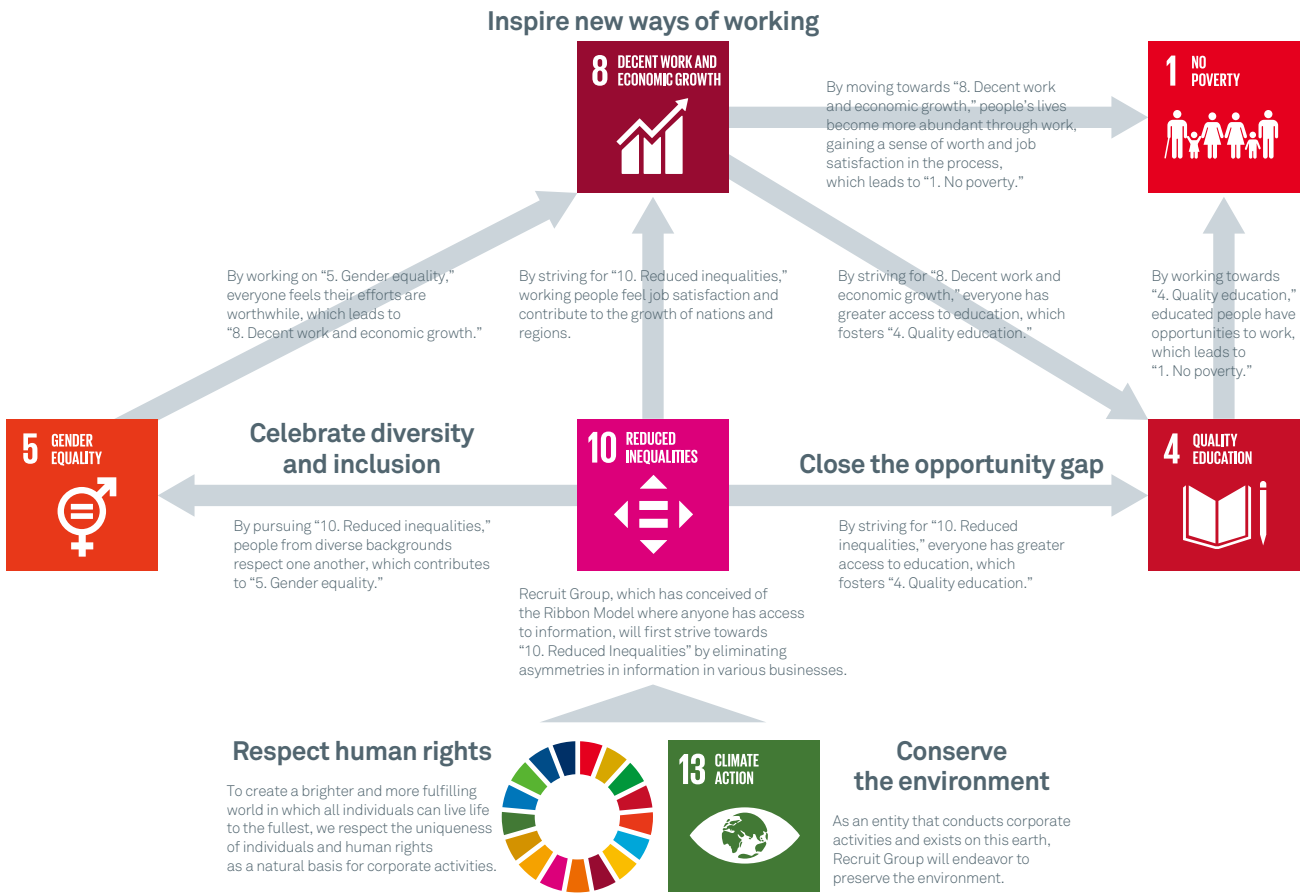 Inspire new ways of working
8 DECENT WORK AND
ECONOMIC GROWTH
1 NO
POVERTY
By moving towards “8. Decent work
and economic growth,” people’s lives
become more abundant through work,
gaining a sense of worth and job
satisfaction in the process,
which leads to “1. No poverty.”
By working on “5. Gender equality,”
everyone feels their efforts are
worthwhile, which leads to
“8. Decent work and economic growth.”
By striving for “10. Reduced inequalities,”
working people feel job satisfaction and
contribute to the growth of nations and
regions.
By striving for “8. Decent work and
economic growth,” everyone has
greater access to education, which
fosters “4. Quality education.”
By working towards
“4. Quality education,”
educated people have
opportunities to work,
which leads to
“1. No poverty.”
5 GENDER
EQUALITY
Celebrate diversity
and inclusion
10 REDUCED
INEQUALITIES
Close the opportunity gap
4 QUALITY
EDUCATION
By pursuing “10. Reduced inequalities,”
people from diverse backgrounds
respect one another, which contributes
to “5. Gender equality.”
By striving for “10. Reduced
inequalities,” everyone has greater
access to education, which
fosters “4. Quality education.”
Recruit Group, which has conceived of
the Ribbon Model where anyone has access
to information, will first strive towards
“10. Reduced Inequalities” by eliminating
asymmetries in information in various businesses.
Respect human rights
To create a brighter and more fulfilling
world in which all individuals can live life
to the fullest, we respect the uniqueness
of individuals and human rights
as a natural basis for corporate activities.
13 CLIMATE
ACTION
Conserve
the environment
As an entity that conducts corporate
activities and exists on this earth,
Recruit Group will endeavor to
preserve the environment.